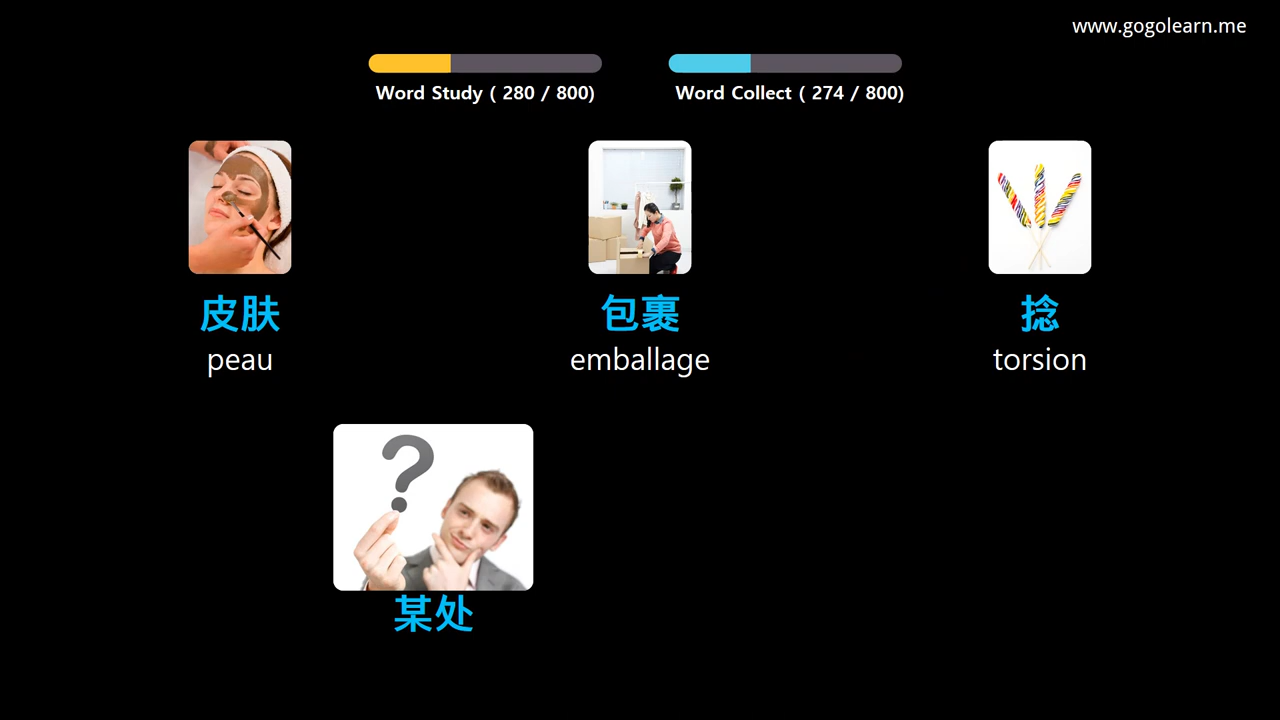 www.gogolearn.me
Word Study ( 280 / 800)
Word Collect ( 274 / 800)
皮肤
peau
包裹
emballage
捻
torsion
?
某处